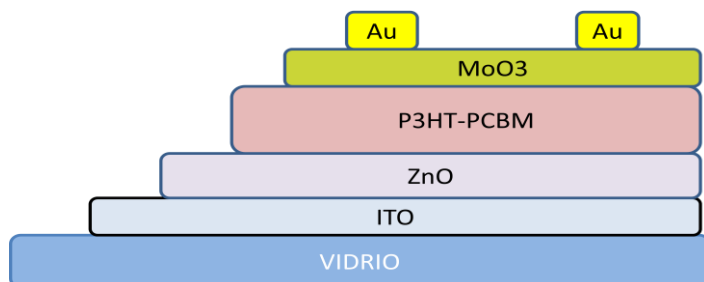 Au Au
MoO3
P3HT-PCBM
ZnO
ITO
VIDRIO